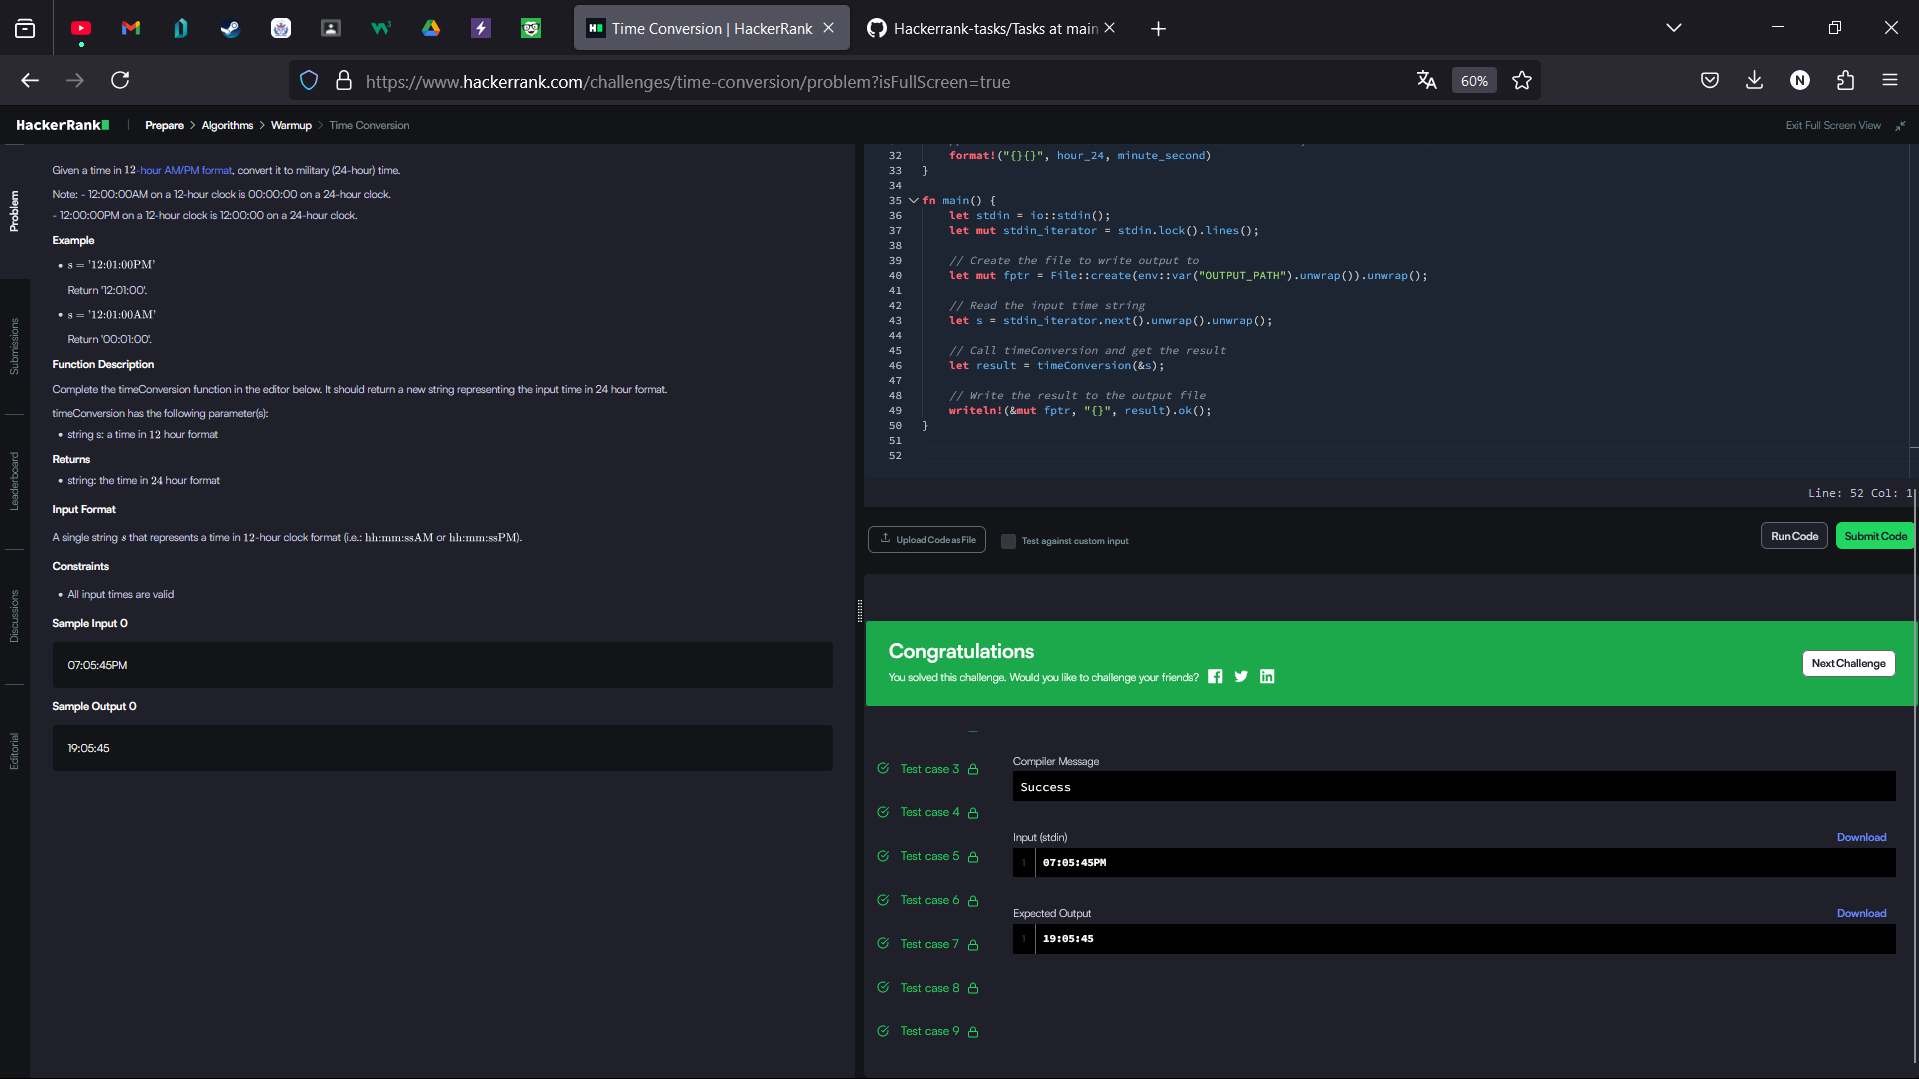 Time Conversion | HackerRank
Hackerrank-tasks/Tasks at main
https://www.hackerrank.com/challenges/time-conversion/problem?isFullScreen=true
60%
N
HackerRank
Prepare > Algorithms > Warmup > Time Conversion
Exit Full Screen View
Problem
Submissions
Leaderboard
Discussions
Editorial
Given a time in 12-hour AM/PM format, convert it to military (24-hour) time.
Note: - 12:00:00AM on a 12-hour clock is 00:00:00 on a 24-hour clock.
- 12:00:00PM on a 12-hour clock is 12:00:00 on a 24-hour clock.
Example
• s = '12:01:00PM'
Return '12:01:00'.
• s = '12:01:00AM'
Return '00:01:00'.
Function Description
Complete the timeConversion function in the editor below. It should return a new string representing the input time in 24 hour format.
timeConversion has the following parameter(s):
• string s: a time in 12 hour format
Returns
• string: the time in 24 hour format
Input Format
A single string s that represents a time in 12-hour clock format (i.e.: hh:mm:ssAM or hh:mm:ssPM).
Constraints
• All input times are valid
Sample Input 0
07:05:45PM
Sample Output 0
19:05:45
32 format!("{}{}", hour_24, minute_second)
33 }
34
35 fn main() {
36 let stdin = io::stdin();
37 let mut stdin_iterator = stdin.lock().lines();
38
39 // Create the file to write output to
40 let mut fptr = File::create(env::var("OUTPUT_PATH").unwrap()).unwrap();
41
42 // Read the input time string
43 let s = stdin_iterator.next().unwrap().unwrap();
44
45 // Call timeConversion and get the result
46 let result = timeConversion(&s);
47
48 // Write the result to the output file
49 writeln!(&mut fptr, "{}", result).ok();
50 }
51
52
Line: 52 Col: 1
Upload Code as File
Test against custom input
Run Code
Submit Code
Congratulations
You solved this challenge. Would you like to challenge your friends?
Next Challenge
Test case 3
Test case 4
Test case 5
Test case 6
Test case 7
Test case 8
Test case 9
Compiler Message
Success
Input (stdin)
Download
1 07:05:45PM
Expected Output
Download
1 19:05:45